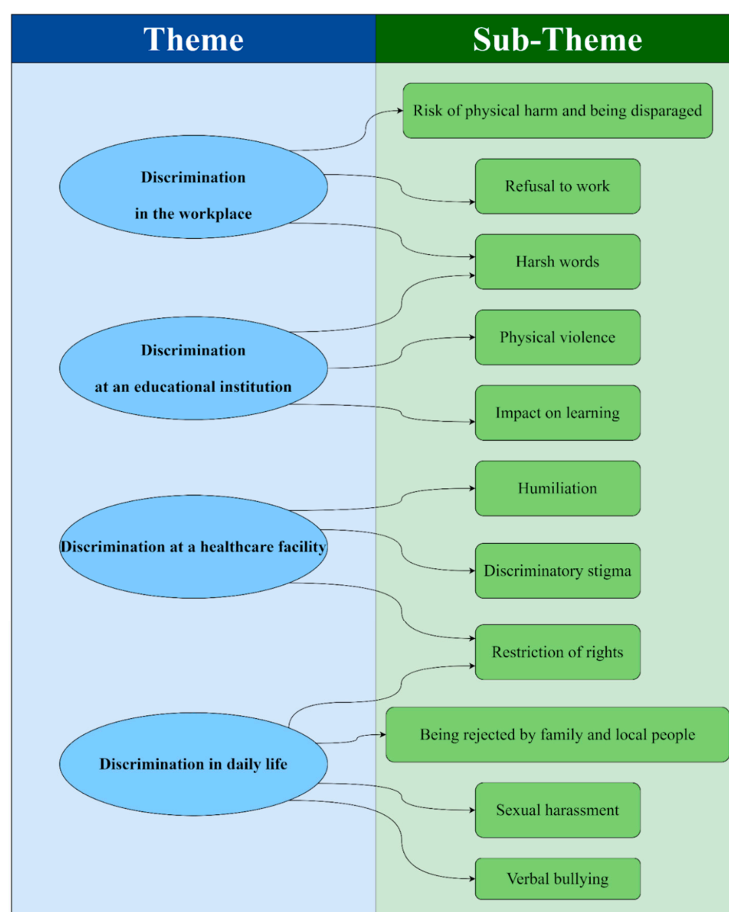 Theme
Sub-Theme
Risk of physical harm and being disparaged
Discrimination
in the workplace
Refusal to work
Harsh words
Discrimination
at an educational institution
Physical violence
Impact on learning
Humiliation
Discrimination at a healthcare facility
Discriminatory stigma
Restriction of rights
Being rejected by family and local people
Discrimination in daily life
Sexual harassment
Verbal bullying